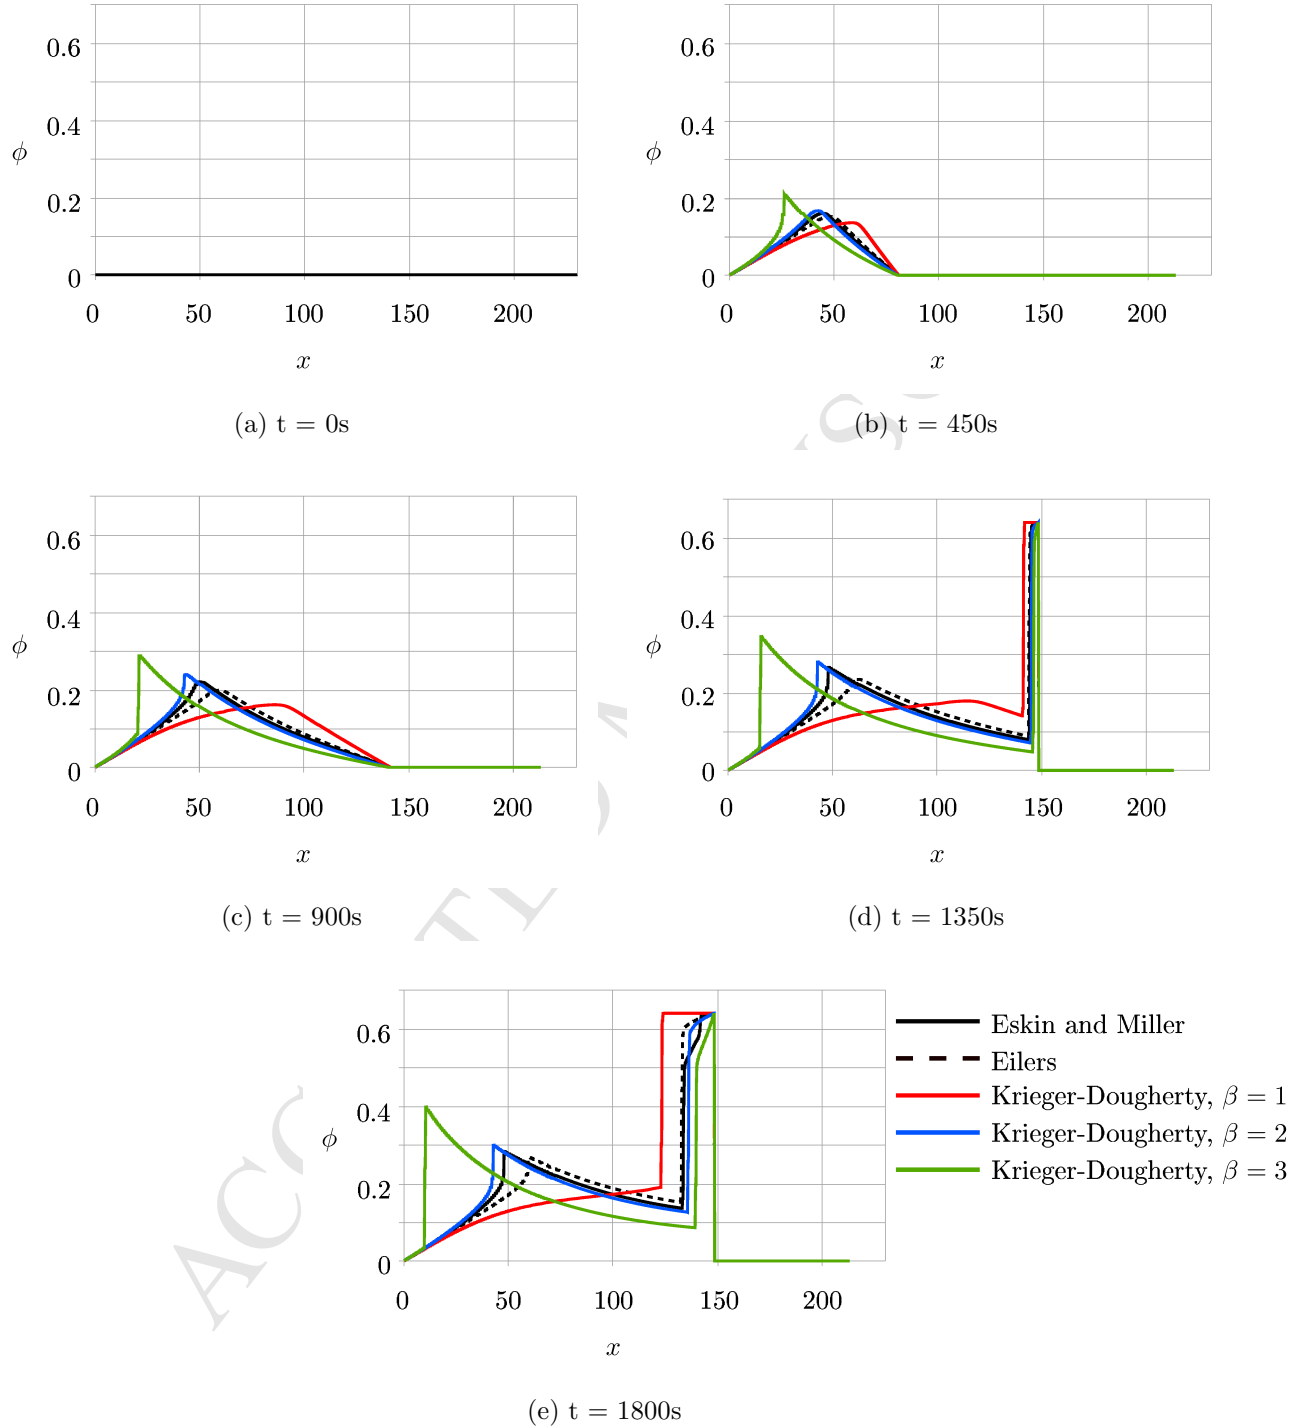 0.6
0.4
ϕ
0.2
0
0 50 100 150 200
x
(a) t = 0s
0.6
0.4
ϕ
0.2
0
0 50 100 150 200
x
(b) t = 450s
0.6
0.4
ϕ
0.2
0
0 50 100 150 200
x
(c) t = 900s
0.6
0.4
ϕ
0.2
0
0 50 100 150 200
x
(d) t = 1350s
0.6
0.4
ϕ
0.2
0
0 50 100 150 200
x
Eskin and Miller
Eilers
Krieger-Dougherty, β = 1
Krieger-Dougherty, β = 2
Krieger-Dougherty, β = 3
(e) t = 1800s